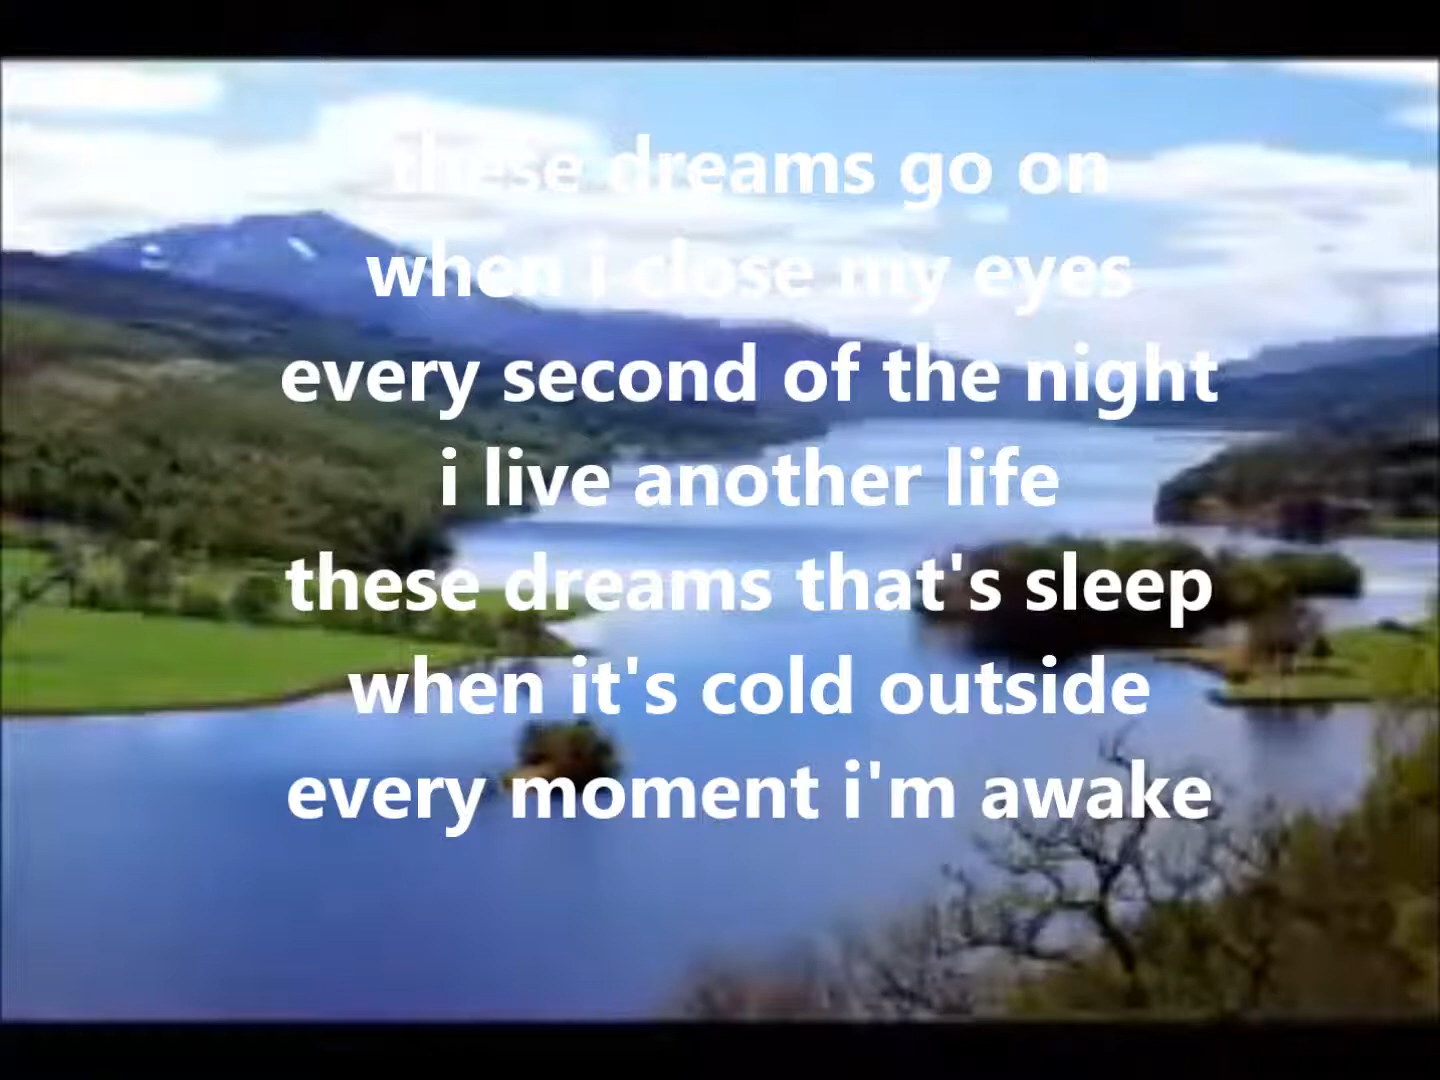 these dreams go on
when i close my eyes
every second of the night
i live another life
these dreams that's sleep
when it's cold outside
every moment i'm awake